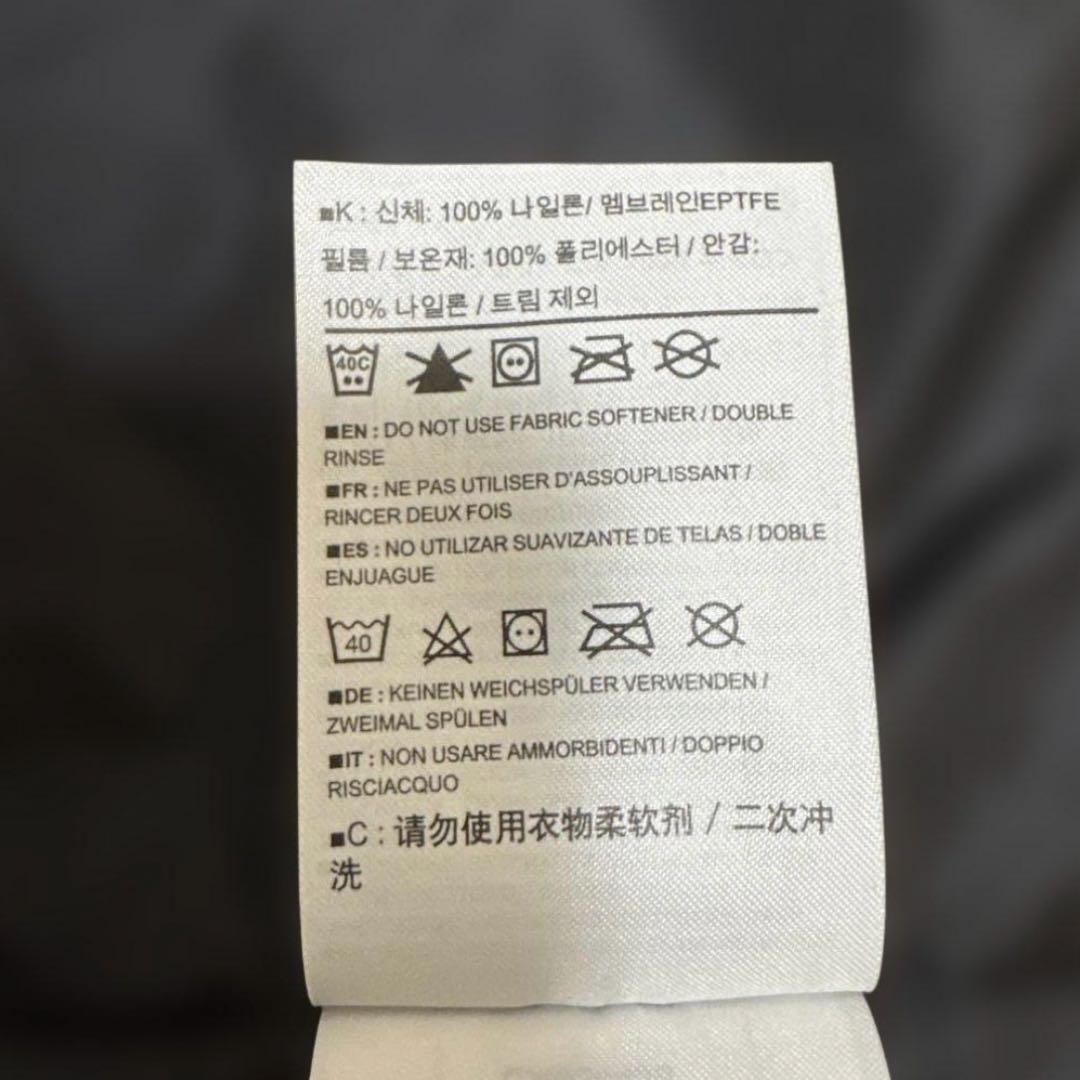 ■K : 신체: 100% 나일론/ 멤브레인EPTFE
필름 / 보온재: 100% 폴리에스터 / 안감:
100% 나일론 / 트림 제외
40C
■EN : DO NOT USE FABRIC SOFTENER / DOUBLE
RINSE
■FR : NE PAS UTILISER D'ASSOUPLISSANT /
RINCER DEUX FOIS
■ES : NO UTILIZAR SUAVIZANTE DE TELAS / DOBLE
ENJUAGUE
40
■DE : KEINEN WEICHSPÜLER VERWENDEN /
ZWEIMAL SPÜLEN
■IT : NON USARE AMMORBIDENTI / DOPPIO
RISCIACQUO
■C : 请勿使用衣物柔软剂 / 二次冲
洗